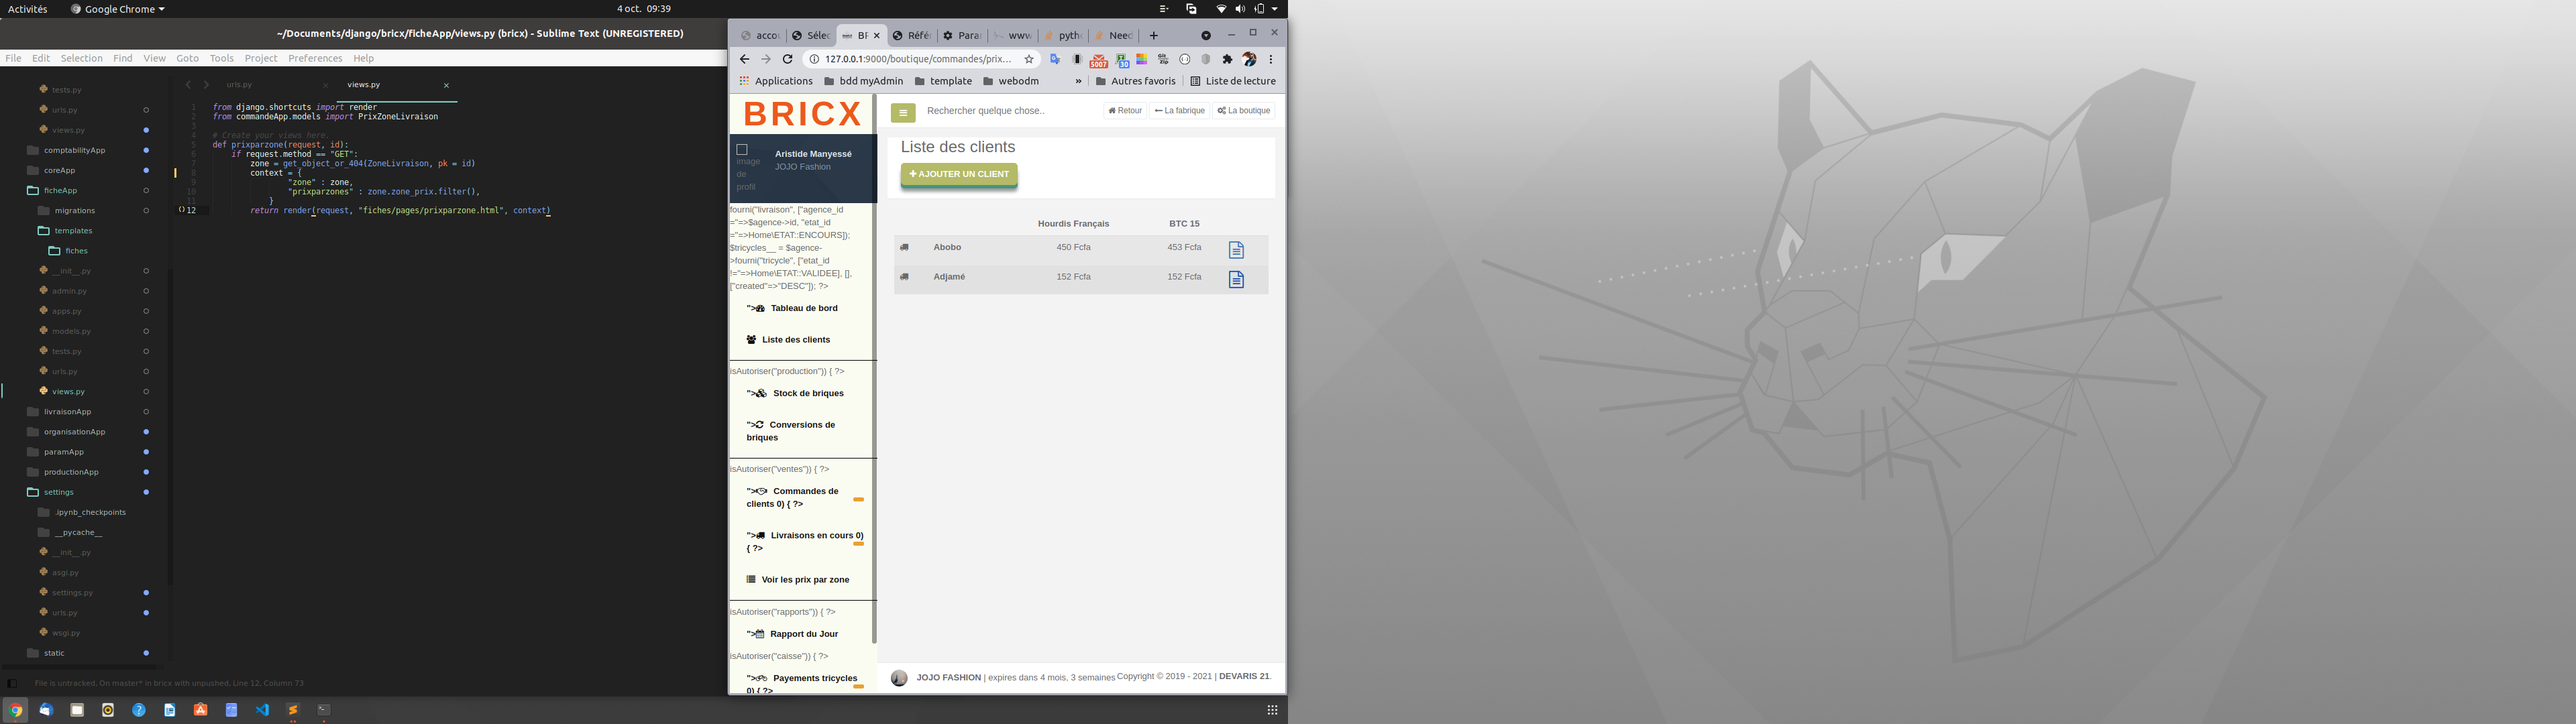 Activités
Google Chrome
4 oct. 09:39
~/Documents/django/bricx/ficheApp/views.py (bricx) - Sublime Text (UNREGISTERED)
File Edit Selection Find View Goto Tools Project Preferences Help
tests.py
urls.py
views.py
comptabilityApp
coreApp
ficheApp
migrations
templates
fiches
__init__.py
admin.py
apps.py
models.py
tests.py
urls.py
views.py
livraisonApp
organisationApp
paramApp
productionApp
settings
.ipynb_checkpoints
__pycache__
__init__.py
asgi.py
settings.py
urls.py
wsgi.py
static
urls.py × views.py ×
1 from django.shortcuts import render
2 from commandeApp.models import PrixZoneLivraison
3
4 # Create your views here.
5 def prixparzone(request, id):
6 if request.method == "GET":
7 zone = get_object_or_404(ZoneLivraison, pk = id)
8 context = {
9 "zone" : zone,
10 "prixparzones" : zone.zone_prix.filter(),
11 }
12 return render(request, "fiches/pages/prixparzone.html", context)
File is untracked, On master* in bricx with unpushed, Line 12, Column 73
accou Sélec BR Référ Para www pyth Need
127.0.0.1:9000/boutique/commandes/prix…
5007
30
Applications bdd myAdmin template webodm » Autres favoris Liste de lecture
BRICX
image de profil
Aristide Manyessé
JOJO Fashion
fourni("livraison", ["agence_id
="=>$agence->id, "etat_id
="=>Home\ETAT::ENCOURS]);
$tricycles__ = $agence-
>fourni("tricycle", ["etat_id
!="=>Home\ETAT::VALIDEE], [],
["created"=>"DESC"]); ?>
"> Tableau de bord
Liste des clients
isAutoriser("production")) { ?>
"> Stock de briques
"> Conversions de
briques
isAutoriser("ventes")) { ?>
"> Commandes de
clients 0) { ?>
"> Livraisons en cours 0)
{ ?>
Voir les prix par zone
isAutoriser("rapports")) { ?>
"> Rapport du Jour
isAutoriser("caisse")) { ?>
"> Payements tricycles
0) { ?>
Rechercher quelque chose..
Retour
La fabrique
La boutique
Liste des clients
AJOUTER UN CLIENT
Hourdis Français BTC 15
Abobo 450 Fcfa 453 Fcfa
Adjamé 152 Fcfa 152 Fcfa
JOJO FASHION | expires dans 4 mois, 3 semaines
Copyright © 2019 - 2021 | DEVARIS 21.